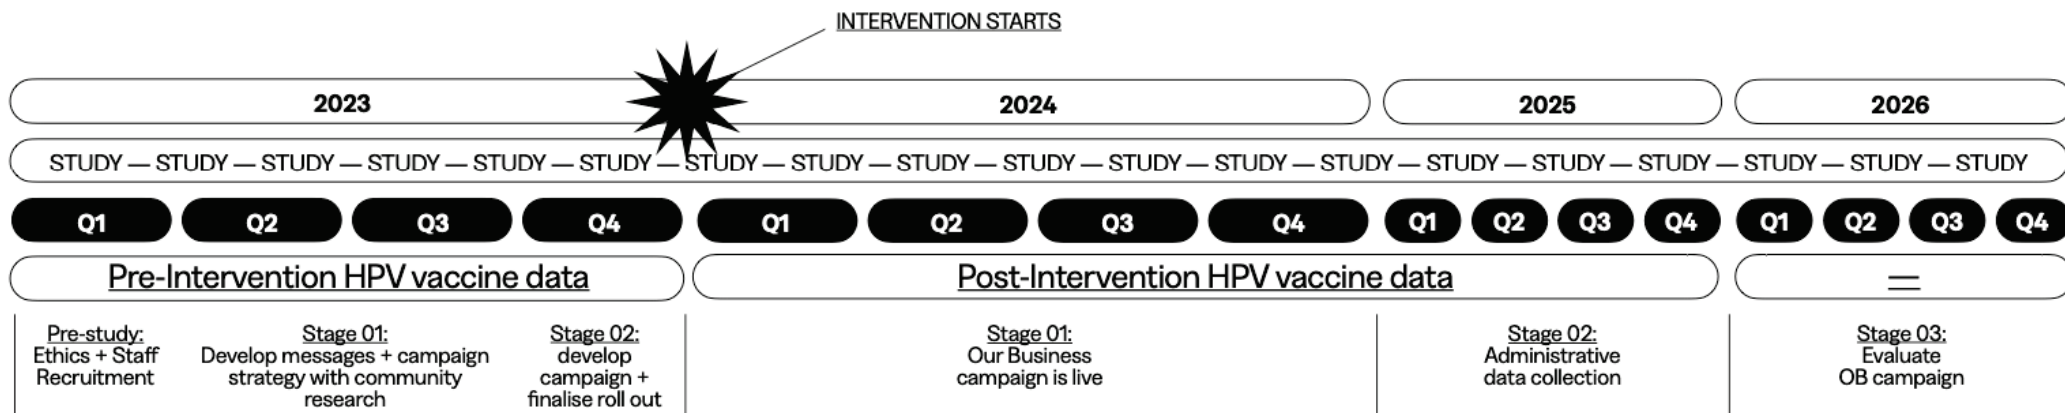 INTERVENTION STARTS
2023 2024 2025 2026
STUDY — STUDY — STUDY — STUDY — STUDY — STUDY — STUDY — STUDY — STUDY — STUDY — STUDY — STUDY — STUDY — STUDY — STUDY — STUDY — STUDY — STUDY — STUDY
Q1 Q2 Q3 Q4 Q1 Q2 Q3 Q4 Q1 Q2 Q3 Q4 Q1 Q2 Q3 Q4
Pre-Intervention HPV vaccine data
Post-Intervention HPV vaccine data
=
Pre-study:
Ethics + Staff
Recruitment
Stage 01:
Develop messages + campaign
strategy with community
research
Stage 02:
develop
campaign +
finalise roll out
Stage 01:
Our Business
campaign is live
Stage 02:
Administrative
data collection
Stage 03:
Evaluate
OB campaign